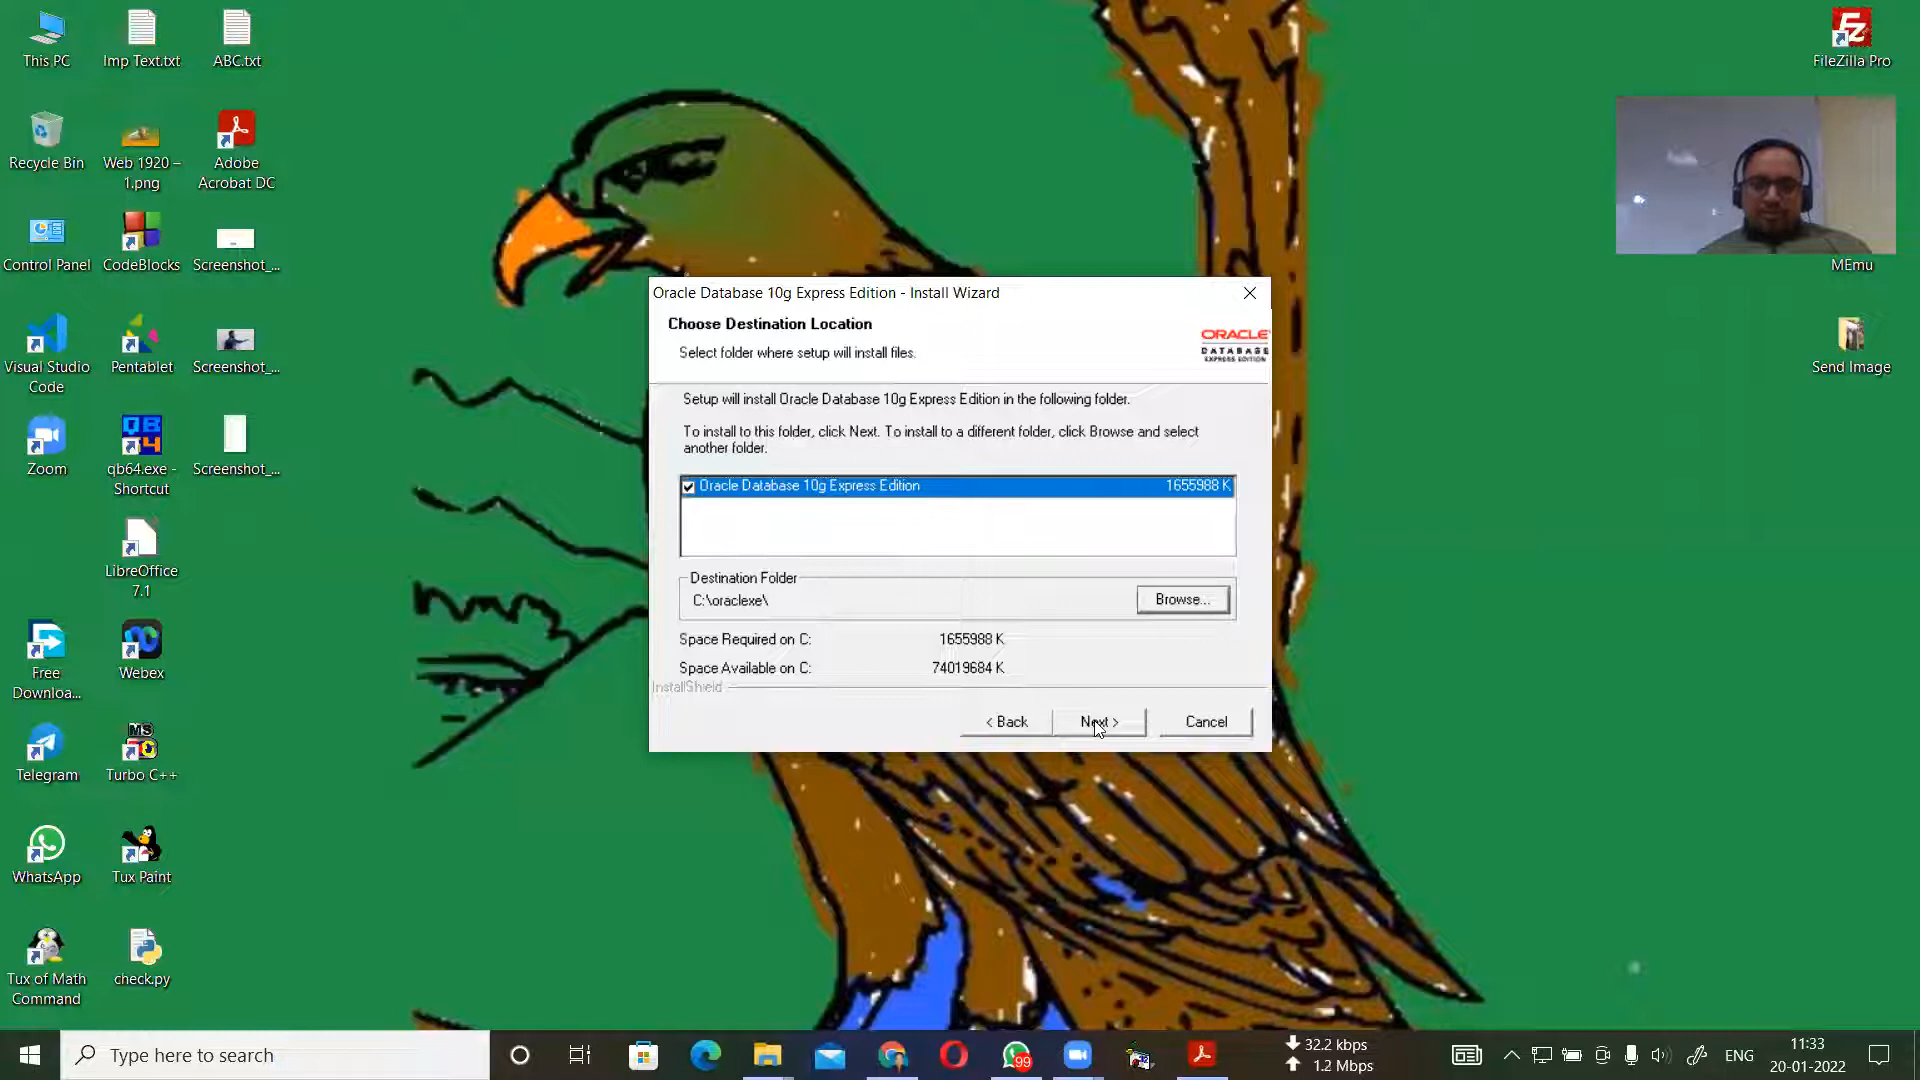 This PC
Imp Text.txt
ABC.txt
FileZilla Pro
Recycle Bin
Web 1920 –
1.png
Adobe
Acrobat DC
Control Panel
CodeBlocks
Screenshot_...
MEmu
Visual Studio
Code
Pentablet
Screenshot_...
Send Image
Zoom
qb64.exe -
Shortcut
Screenshot_...
LibreOffice
7.1
Free
Downloa...
Webex
Telegram
Turbo C++
WhatsApp
Tux Paint
Tux of Math
Command
check.py
Oracle Database 10g Express Edition - Install Wizard
Choose Destination Location
Select folder where setup will install files.
ORACLE
DATABASE
EXPRESS EDITION
Setup will install Oracle Database 10g Express Edition in the following folder.
To install to this folder, click Next. To install to a different folder, click Browse and select
another folder.
Oracle Database 10g Express Edition 1655988 K
Destination Folder
C:\oraclexe\
Browse...
Space Required on C: 1655988 K
Space Available on C: 74019684 K
InstallShield
< Back
Next >
Cancel
Type here to search
99
32.2 kbps
1.2 Mbps
ENG
11:33
20-01-2022